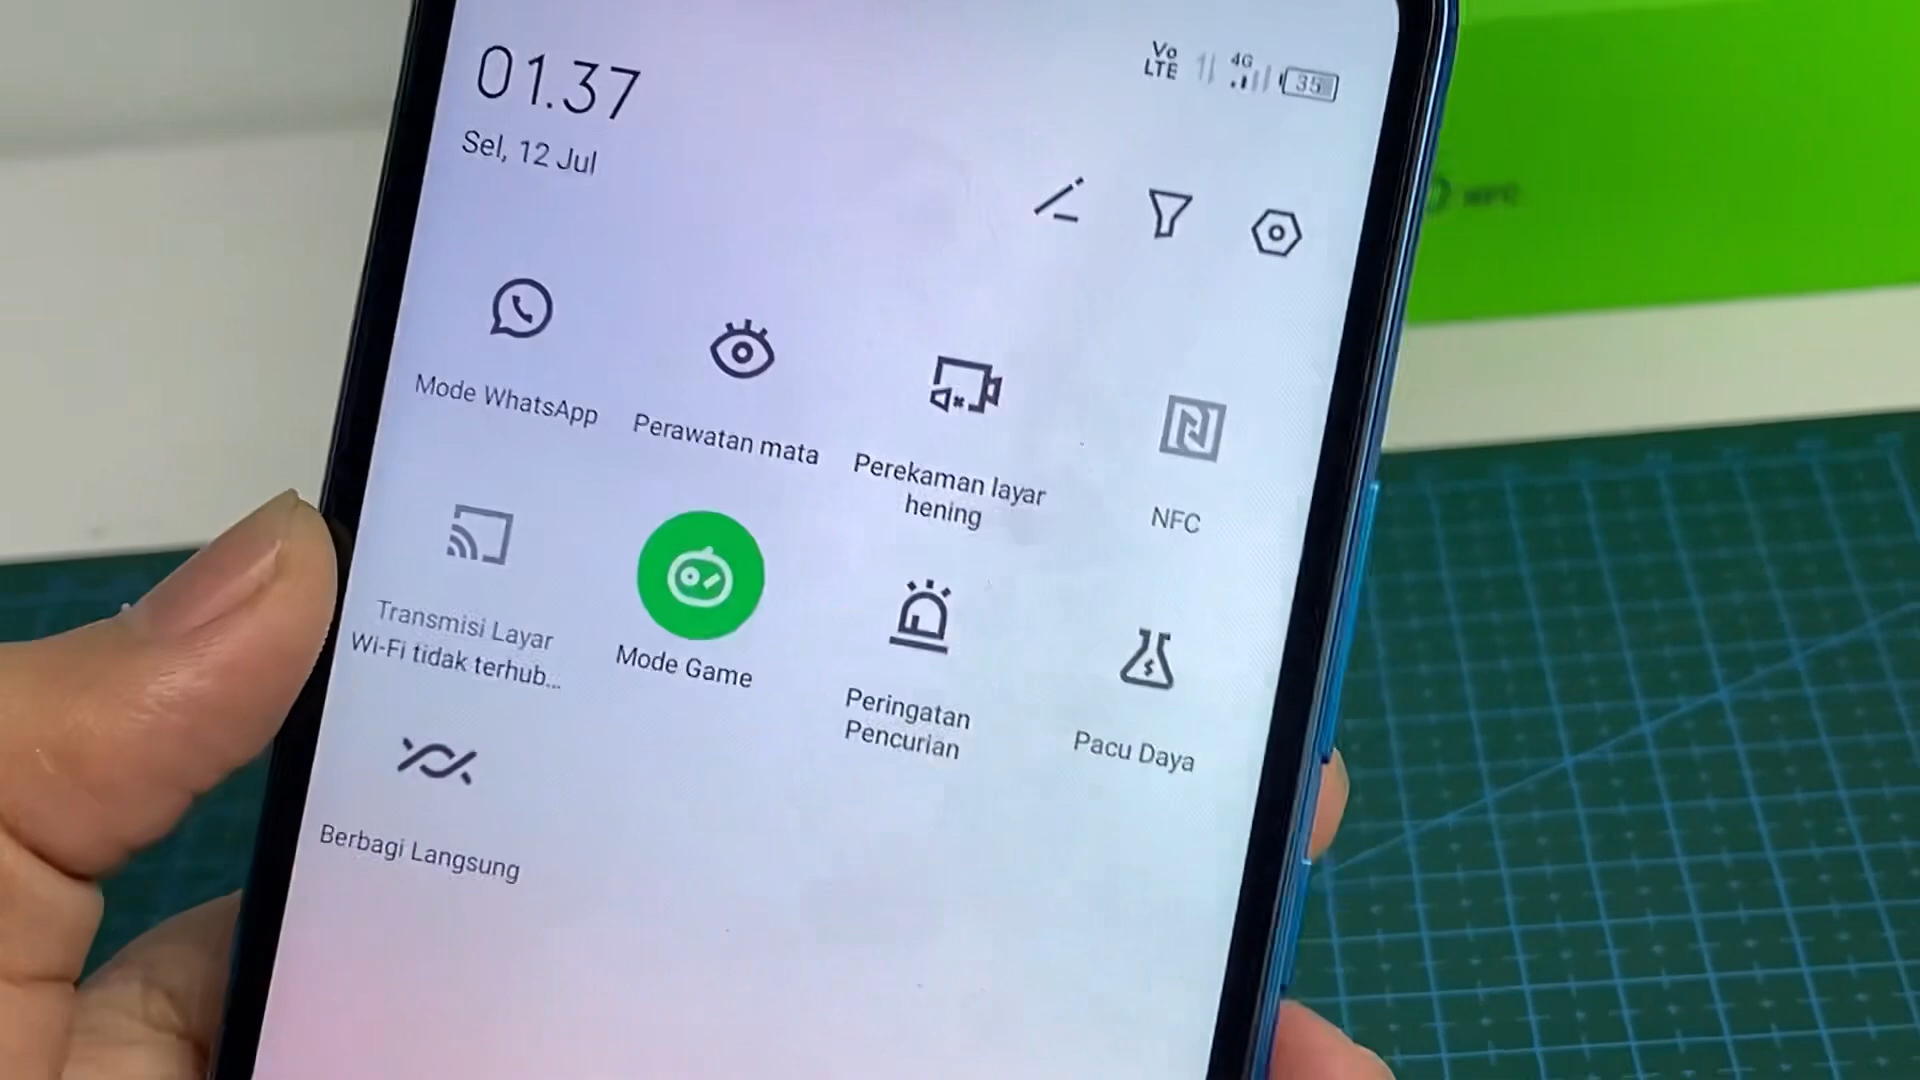 01.37
Vo
LTE
4G
35
Sel, 12 Jul
Mode WhatsApp
Perawatan mata
Perekaman layar
hening
NFC
Transmisi Layar
Wi-Fi tidak terhub...
Mode Game
Peringatan
Pencurian
Pacu Daya
Berbagi Langsung